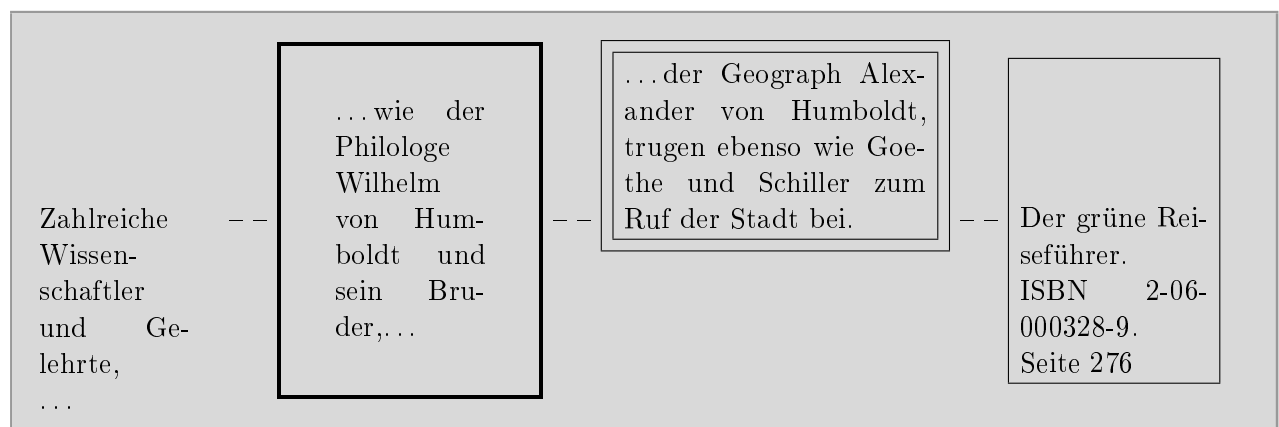 Zahlreiche
Wissen-
schaftler
und Ge-
lehrte,
...
– –
...wie der
Philologe
Wilhelm
von Hum-
boldt und
sein Bru-
der,...
– –
...der Geograph Alex-
ander von Humboldt,
trugen ebenso wie Goe-
the und Schiller zum
Ruf der Stadt bei.
– –
Der grüne Rei-
seführer.
ISBN 2-06-
000328-9.
Seite 276